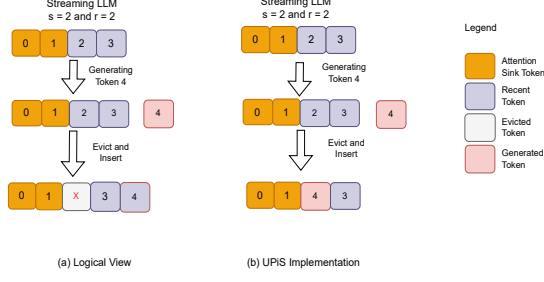 Streaming LLM
s = 2 and r = 2
0 1 2 3
Generating
Token 4
0 1 2 3 4
Evict and
Insert
0 1 X 3 4
(a) Logical View
Streaming LLM
s = 2 and r = 2
0 1 2 3
Generating
Token 4
0 1 2 3 4
Evict and
Insert
0 1 4 3
(b) UPiS Implementation
Legend
Attention
Sink Token
Recent
Token
Evicted
Token
Generated
Token